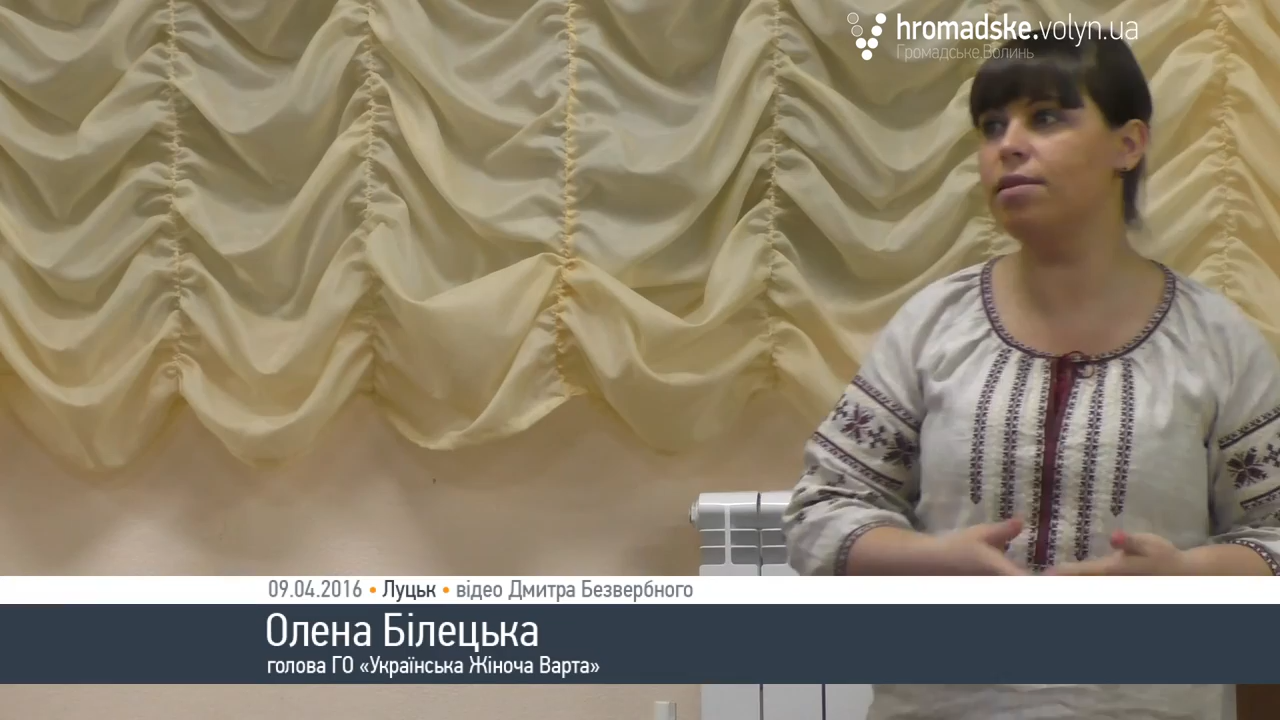 hromadske.volyn.ua
Громадське.Волинь
09.04.2016 • Луцьк • відео Дмитра Безвербного
Олена Білецька
голова ГО «Українська Жіноча Варта»